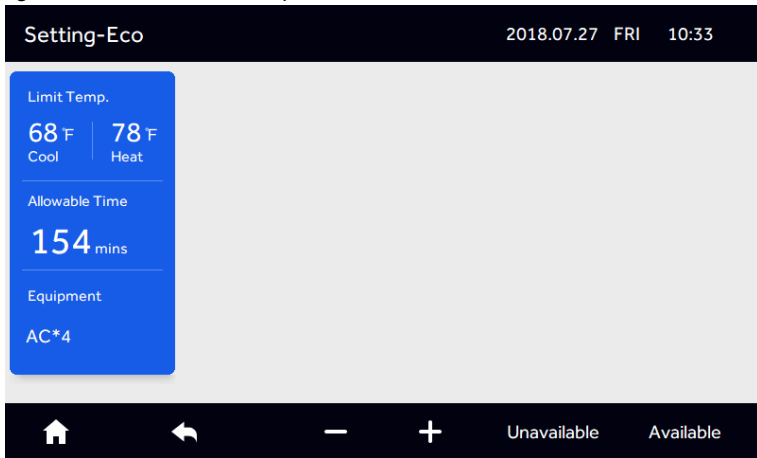 Setting-Eco 2018.07.27 FRI 10:33
Limit Temp.
68 °F 78 °F
Cool Heat
Allowable Time
154 mins
Equipment
AC*4
Unavailable Available